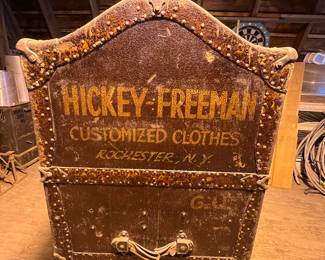 HICKEY-FREEMAN
CUSTOMIZED CLOTHES
ROCHESTER, N.Y.